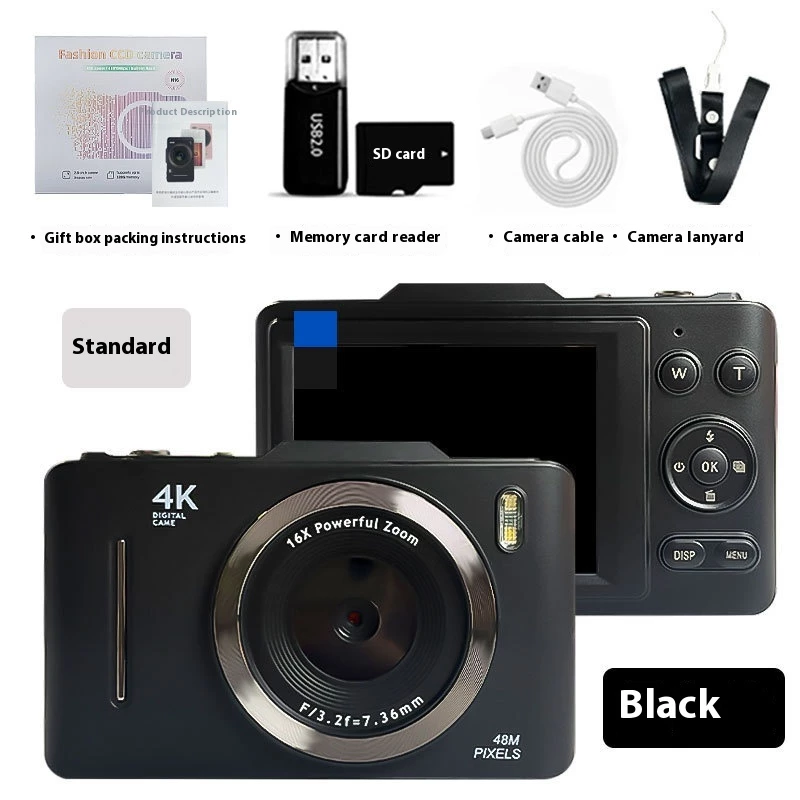 Fashion CCD camera
N16
Product Description
USB2.0
SD card
• Gift box packing instructions
• Memory card reader
• Camera cable
• Camera lanyard
Standard
W
T
OK
DISP
MENU
4K
DIGITAL
CAME
16X Powerful Zoom
F/3.2f=7.36mm
48M
PIXELS
Black